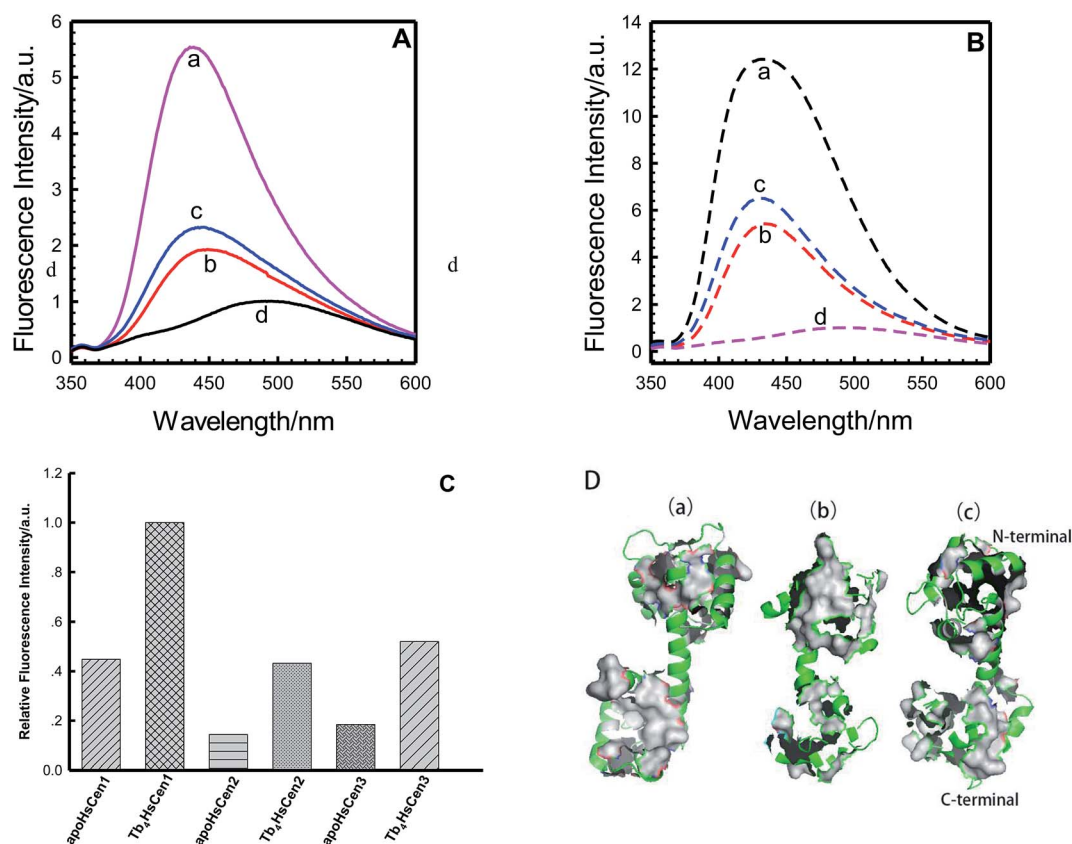 A
6
5
4
3
2
1
0
Fluorescence Intensity/a.u.
a
c
b
d
d
350 400 450 500 550 600
Wavelength/nm
B
14
12
10
8
6
4
2
0
Fluorescence Intensity/a.u.
a
c
b
d
d
350 400 450 500 550 600
Wavelength/nm
C
1.2
1.0
.8
.6
.4
.2
0.0
Relative Fluorescence Intensity/a.u.
apoHsCen1
Tb4HsCen1
apoHsCen2
Tb4HsCen2
apoHsCen3
Tb4HsCen3
D
(a) (b) (c)
N-terminal
C-terminal